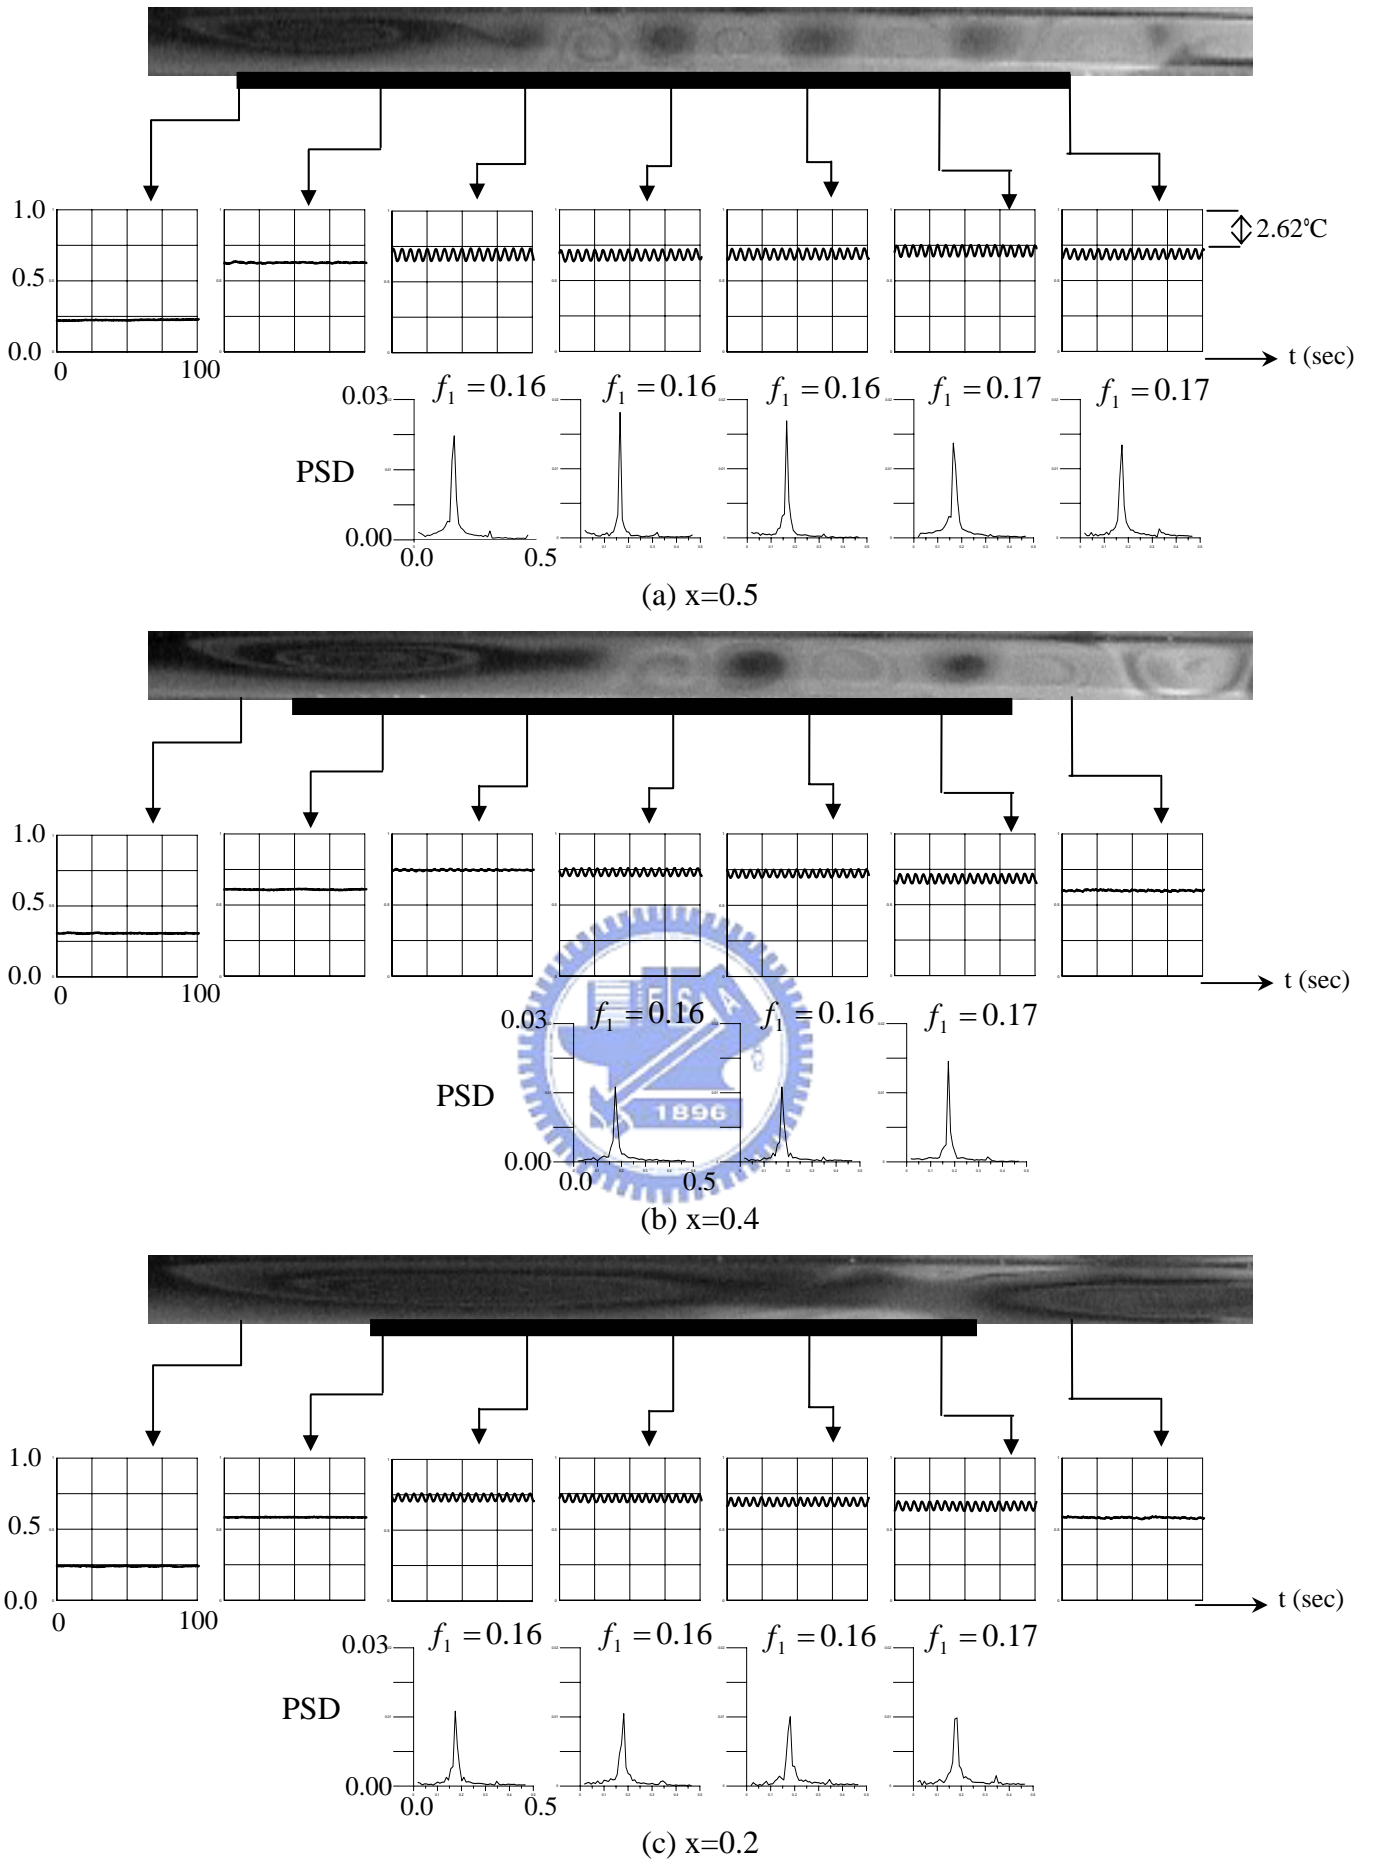 1.0
0.5
0.0
0
100
2.62°C
t (sec)
f₁ = 0.16
f₁ = 0.16
f₁ = 0.16
f₁ = 0.17
f₁ = 0.17
0.03
PSD
0.00
0.0
0.5
(a) x=0.5
1.0
0.5
0.0
0
100
t (sec)
f₁ = 0.16
f₁ = 0.16
f₁ = 0.17
0.03
PSD
1896
0.00
0.0
0.5
(b) x=0.4
1.0
0.5
0.0
0
100
t (sec)
f₁ = 0.16
f₁ = 0.16
f₁ = 0.16
f₁ = 0.17
0.03
PSD
0.00
0.0
0.5
(c) x=0.2